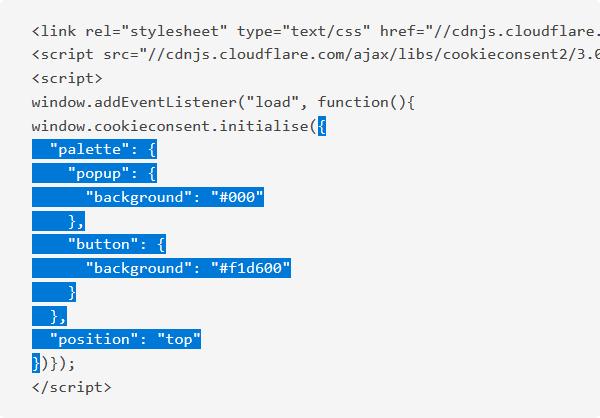 <link rel="stylesheet" type="text/css" href="//cdnjs.cloudflare.
<script src="//cdnjs.cloudflare.com/ajax/libs/cookieconsent2/3.0
<script>
window.addEventListener("load", function(){
window.cookieconsent.initialise({
  "palette": {
    "popup": {
      "background": "#000"
    },
    "button": {
      "background": "#f1d600"
    }
  },
  "position": "top"
})});
</script>